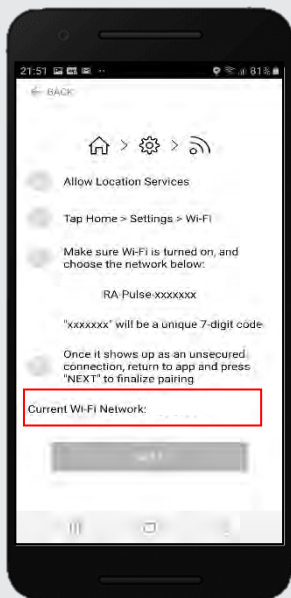 21:51
81%
← BACK
Allow Location Services
Tap Home > Settings > Wi-Fi
Make sure Wi-Fi is turned on, and
choose the network below:
RA-Pulse-xxxxxxx
"xxxxxxx" will be a unique 7-digit code
Once it shows up as an unsecured
connection, return to app and press
"NEXT" to finalize pairing
Current Wi-Fi Network: